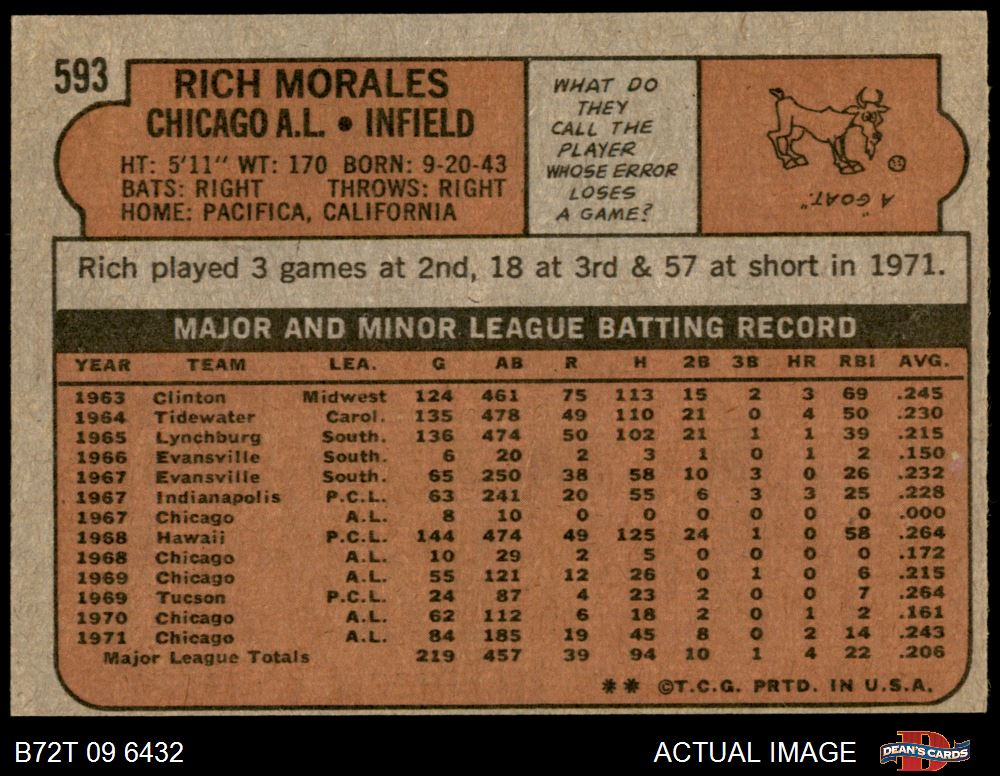 593
RICH MORALES
CHICAGO A.L. • INFIELD
HT: 5'11" WT: 170 BORN: 9-20-43
BATS: RIGHT THROWS: RIGHT
HOME: PACIFICA, CALIFORNIA
WHAT DO
THEY
CALL THE
PLAYER
WHOSE ERROR
LOSES
A GAME?
A "GOAT."
Rich played 3 games at 2nd, 18 at 3rd & 57 at short in 1971.
MAJOR AND MINOR LEAGUE BATTING RECORD
YEAR TEAM LEA. G AB R H 2B 3B HR RBI AVG.
1963 Clinton Midwest 124 461 75 113 15 2 3 69 .245
1964 Tidewater Carol. 135 478 49 110 21 0 4 50 .230
1965 Lynchburg South. 136 474 50 102 21 1 1 39 .215
1966 Evansville South. 6 20 2 3 1 0 1 2 .150
1967 Evansville South. 65 250 38 58 10 3 0 26 .232
1967 Indianapolis P.C.L. 63 241 20 55 6 3 3 25 .228
1967 Chicago A.L. 8 10 0 0 0 0 0 0 .000
1968 Hawaii P.C.L. 144 474 49 125 24 1 0 58 .264
1968 Chicago A.L. 10 29 2 5 0 0 0 0 .172
1969 Chicago A.L. 55 121 12 26 0 1 0 6 .215
1969 Tucson P.C.L. 24 87 4 23 2 0 0 7 .264
1970 Chicago A.L. 62 112 6 18 2 0 1 2 .161
1971 Chicago A.L. 84 185 19 45 8 0 2 14 .243
Major League Totals 219 457 39 94 10 1 4 22 .206
** ©T.C.G. PRTD. IN U.S.A.
B72T 09 6432
ACTUAL IMAGE
DEAN'S CARDS